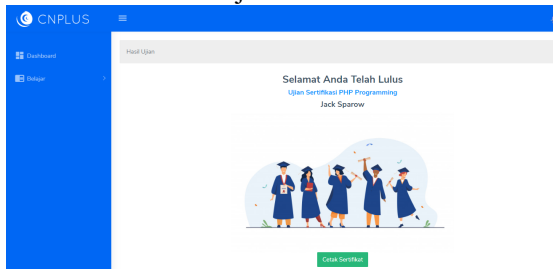 CNPLUS
Dashboard
Belajar
Hasil Ujian
Selamat Anda Telah Lulus
Ujian Sertifikasi PHP Programming
Jack Sparow
Cetak Sertifikat